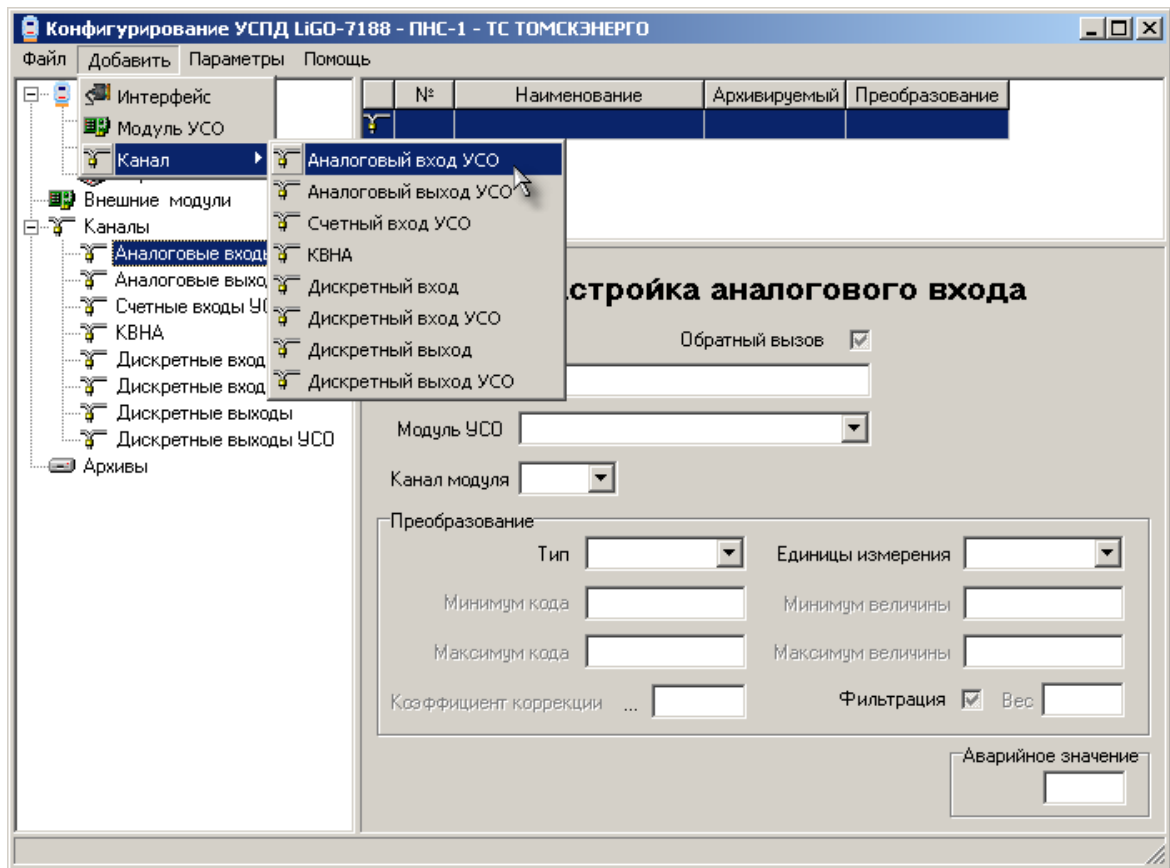 Конфигурирование УСПД LiGO-7188 - ПНС-1 - ТС ТОМСКЭНЕРГО
Файл Добавить Параметры Помощь
Интерфейс
Модуль УСО
Канал
Аналоговый вход УСО
Аналоговый выход УСО
Счетный вход УСО
КВНА
Дискретный вход
Дискретный вход УСО
Дискретный выход
Дискретный выход УСО
Внешние модули
Каналы
Аналоговые входы
Аналоговые выхо
Счетные входы УС
КВНА
Дискретные вход
Дискретные вход
Дискретные выходы
Дискретные выходы УСО
Архивы
№ Наименование Архивируемый Преобразование
стройка аналогового входа
Обратный вызов
Модуль УСО
Канал модуля
Преобразование
Тип Единицы измерения
Минимум кода Минимум величины
Максимум кода Максимум величины
Коэффициент коррекции ... Фильтрация Вес
Аварийное значение